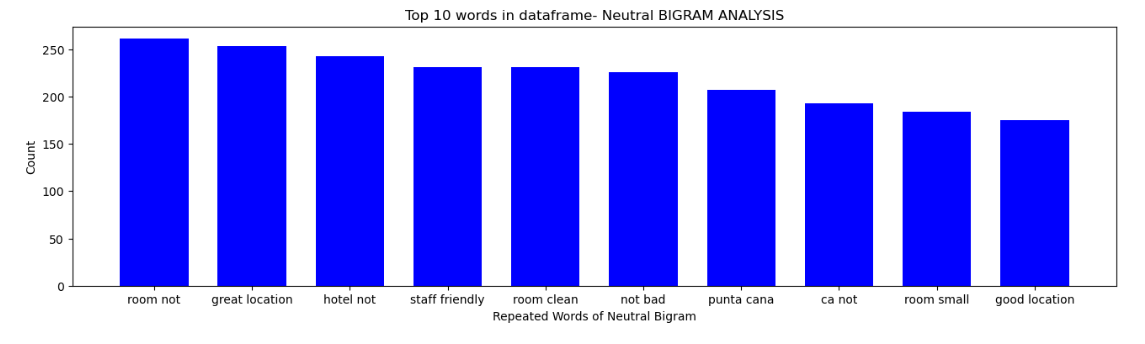 Top 10 words in dataframe- Neutral BIGRAM ANALYSIS
250
200
150
100
50
0
Count
room not great location hotel not staff friendly room clean not bad punta cana ca not room small good location
Repeated Words of Neutral Bigram